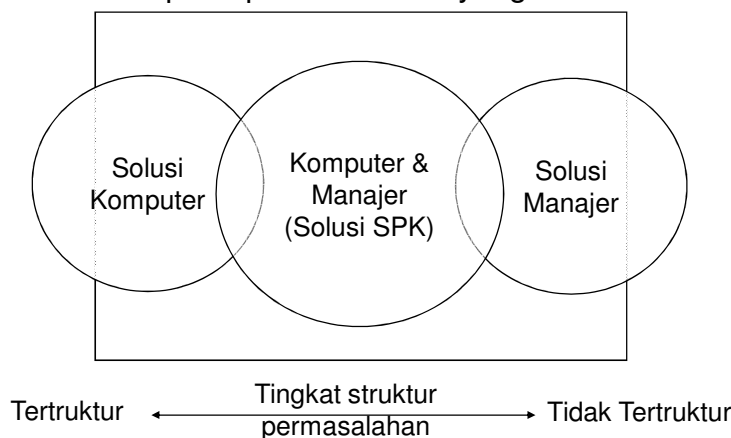 Solusi
Komputer
Komputer &
Manajer
(Solusi SPK)
Solusi
Manajer
Tertruktur
Tingkat struktur
permasalahan
Tidak Tertruktur